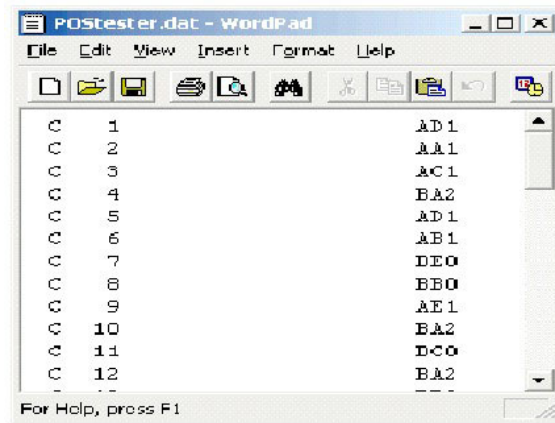 POStester.dat - WordPad
File Edit View Insert Format Help
C 1 AD1
C 2 AA1
C 3 AC1
C 4 BA2
C 5 AD1
C 6 AB1
C 7 DE0
C 8 BB0
C 9 AE1
C 10 BA2
C 11 DC0
C 12 BA2
For Help, press F1